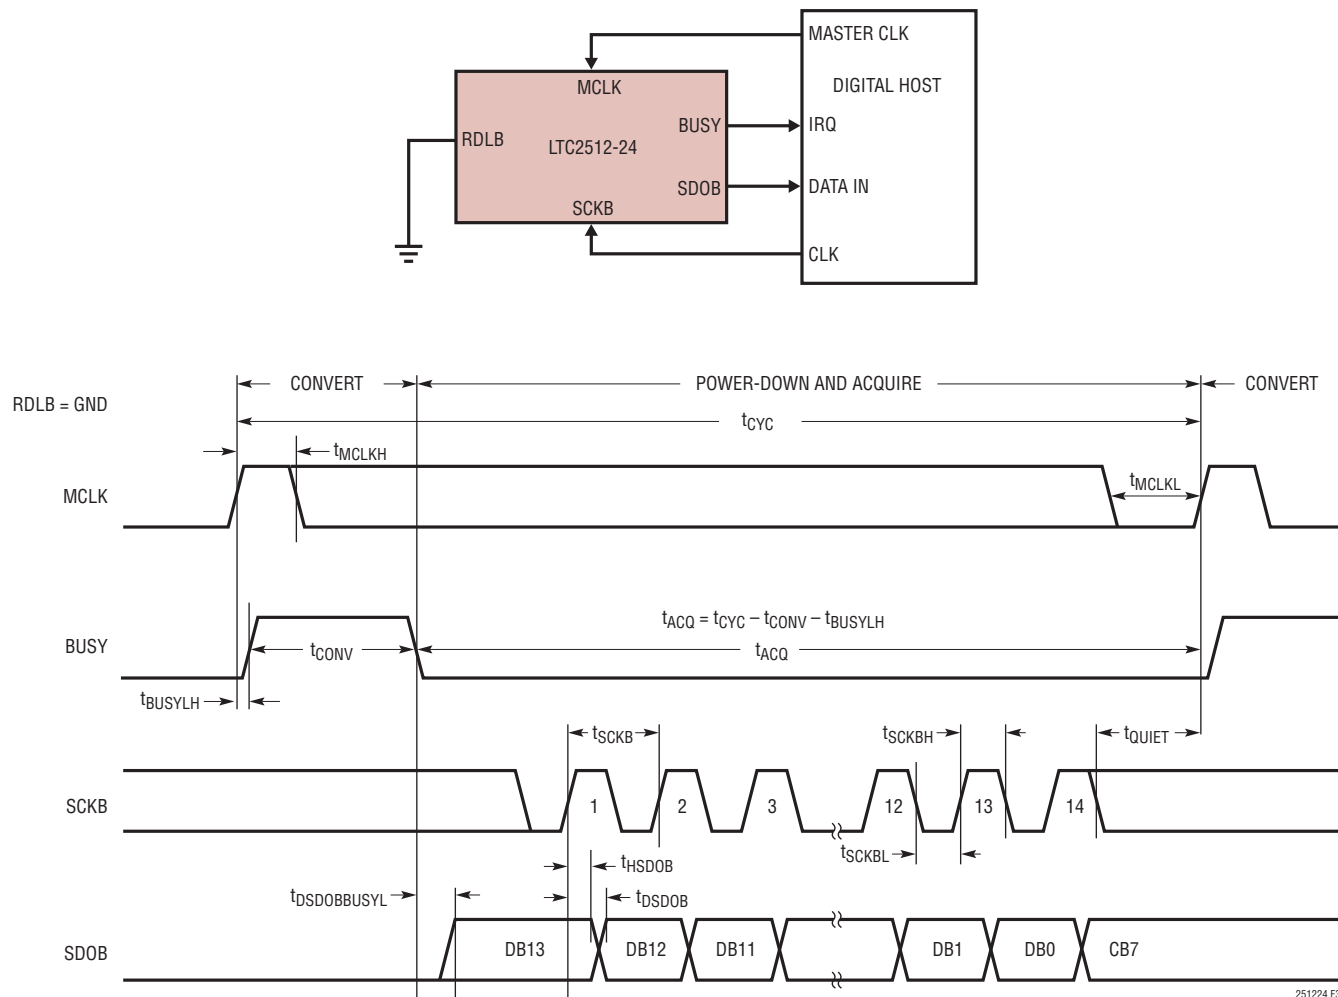 MASTER CLK
MCLK
DIGITAL HOST
BUSY
IRQ
RDLB
LTC2512-24
SDOB
DATA IN
SCKB
CLK
CONVERT
POWER-DOWN AND ACQUIRE
CONVERT
RDLB = GND
tCYC
tMCLKH
tMCLKL
MCLK
tACQ = tCYC – tCONV – tBUSYLH
BUSY
tCONV
tACQ
tBUSYLH
tSCKB
tSCKBH
tQUIET
SCKB
1
2
3
12
13
14
tSCKBL
tHSDOB
tDSDOBBUSYL
tDSDOB
SDOB
DB13
DB12
DB11
DB1
DB0
CB7